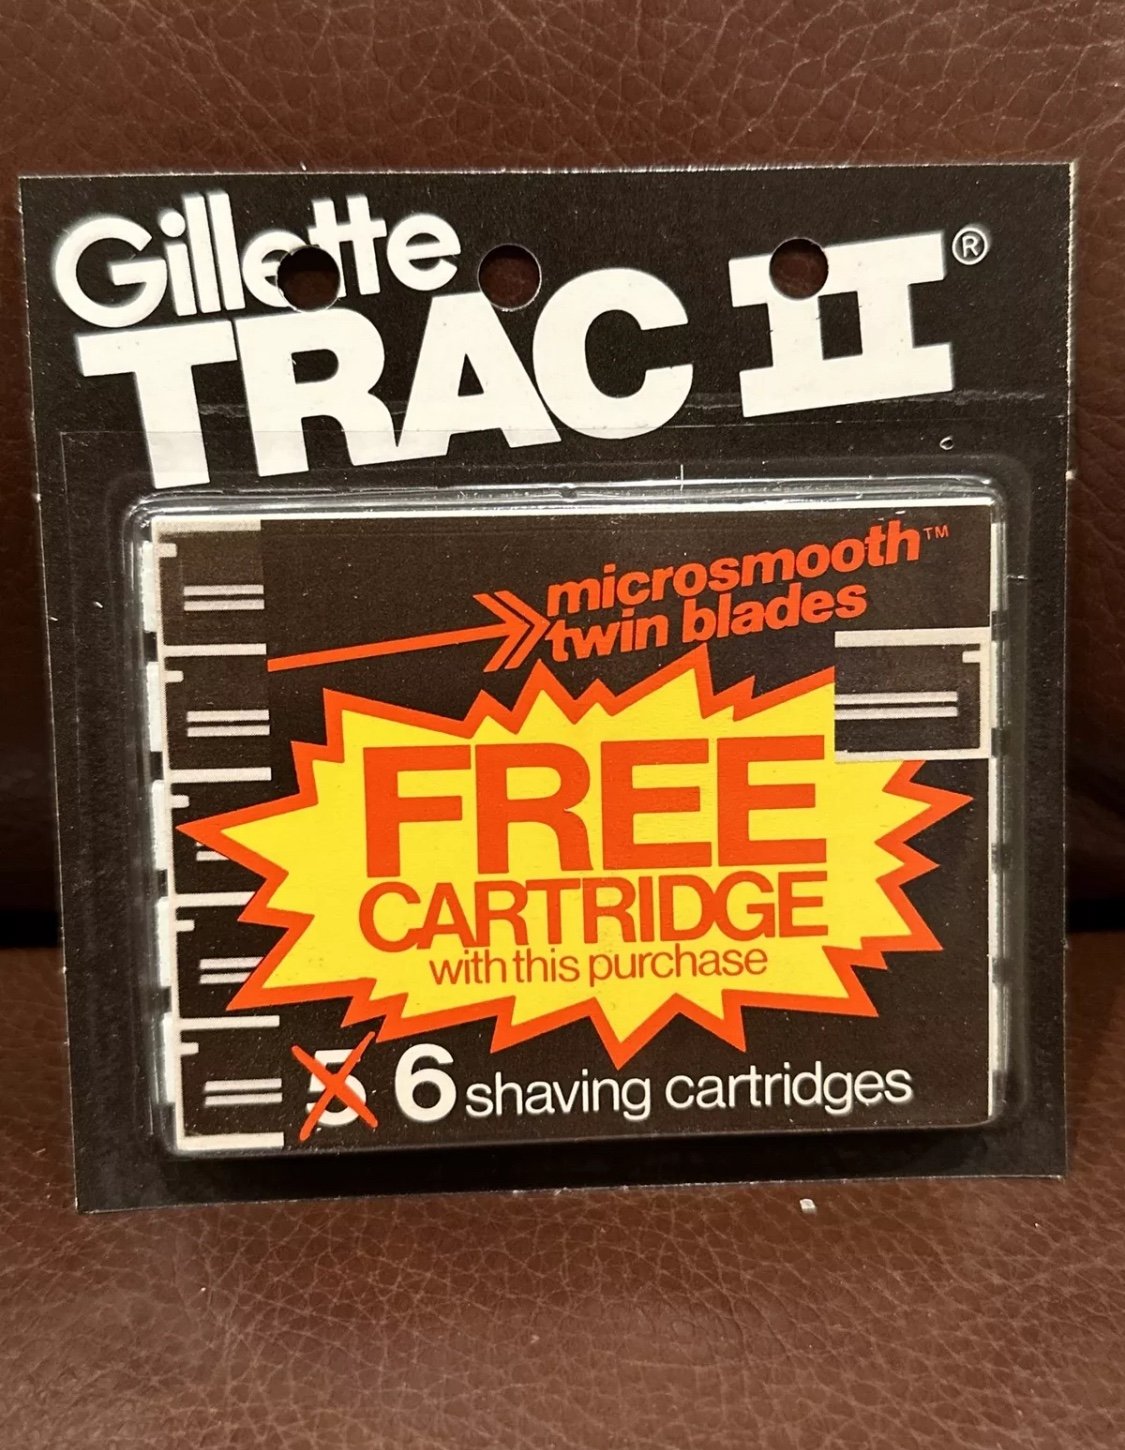 Gillette
TRAC II®
microsmooth™
twin blades
FREE
CARTRIDGE
with this purchase
5 6 shaving cartridges